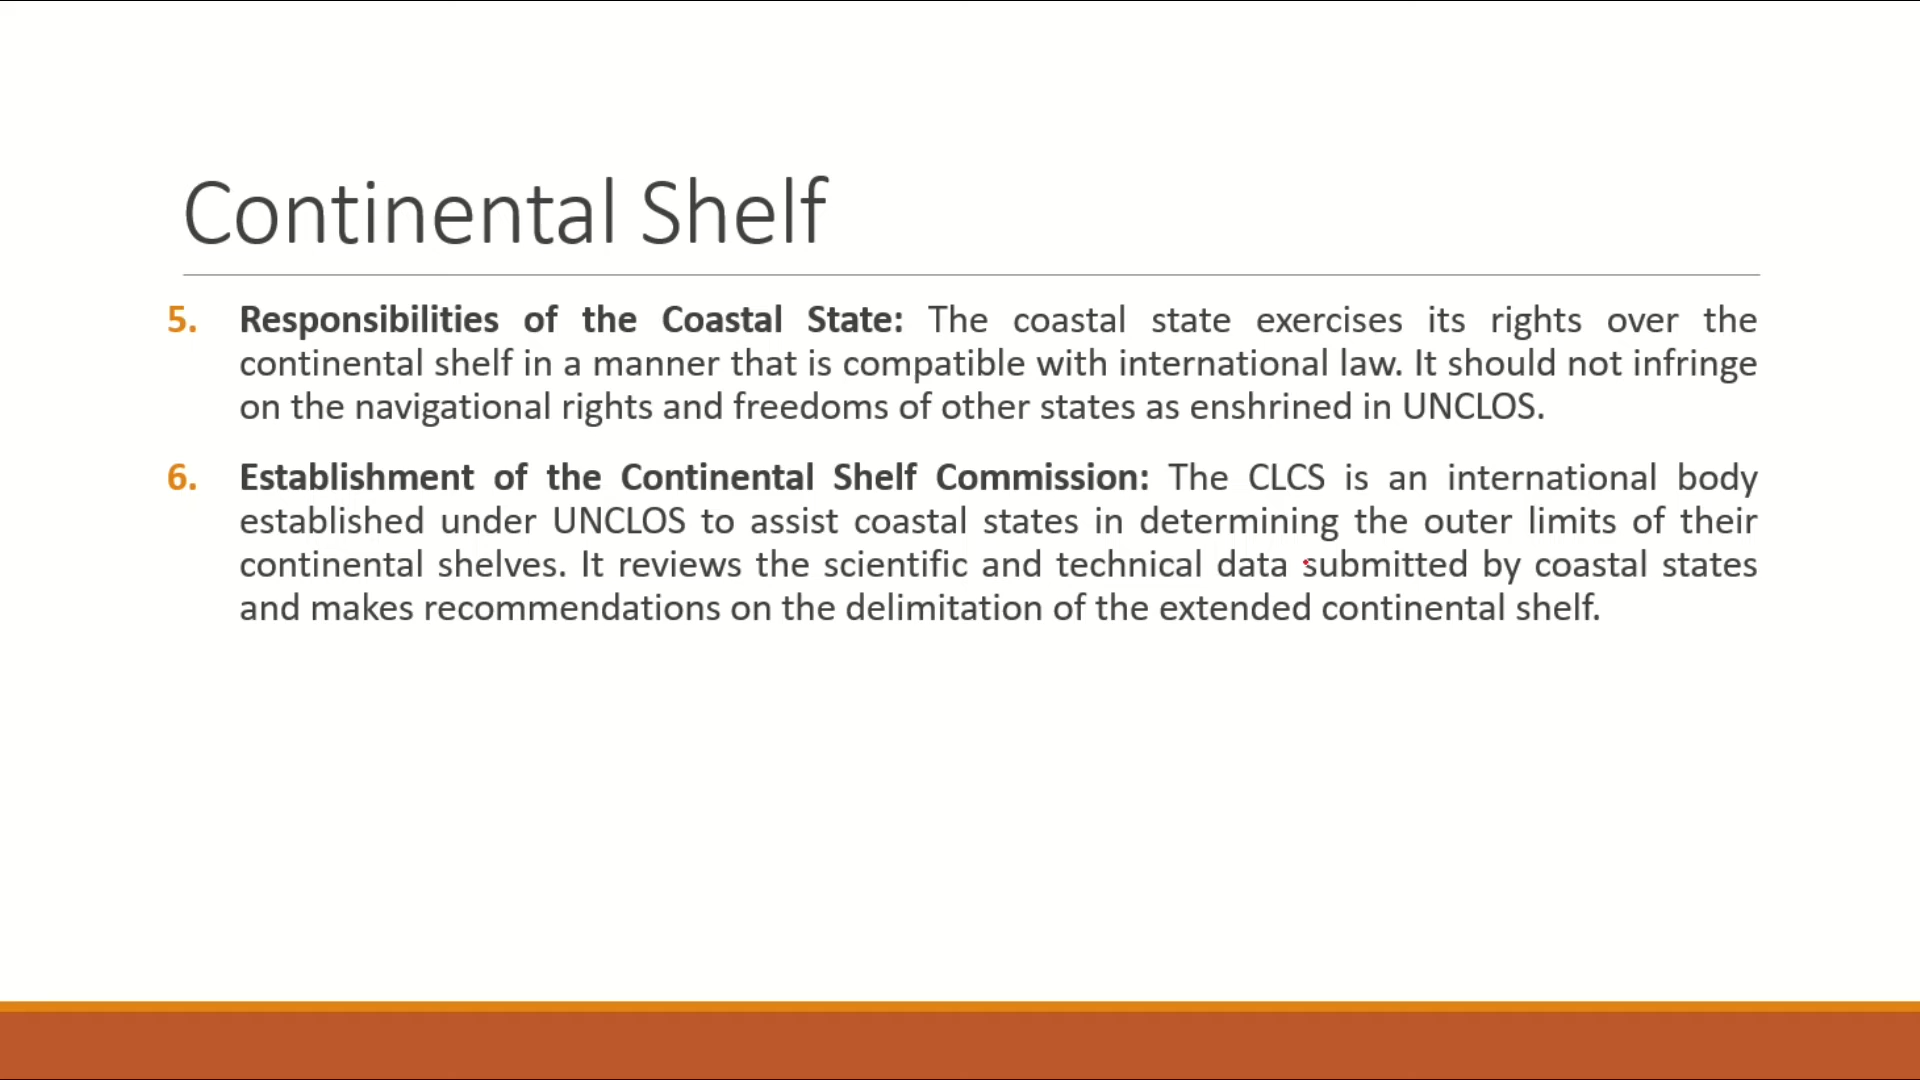 Continental Shelf
5. Responsibilities of the Coastal State: The coastal state exercises its rights over the
continental shelf in a manner that is compatible with international law. It should not infringe
on the navigational rights and freedoms of other states as enshrined in UNCLOS.
6. Establishment of the Continental Shelf Commission: The CLCS is an international body
established under UNCLOS to assist coastal states in determining the outer limits of their
continental shelves. It reviews the scientific and technical data submitted by coastal states
and makes recommendations on the delimitation of the extended continental shelf.